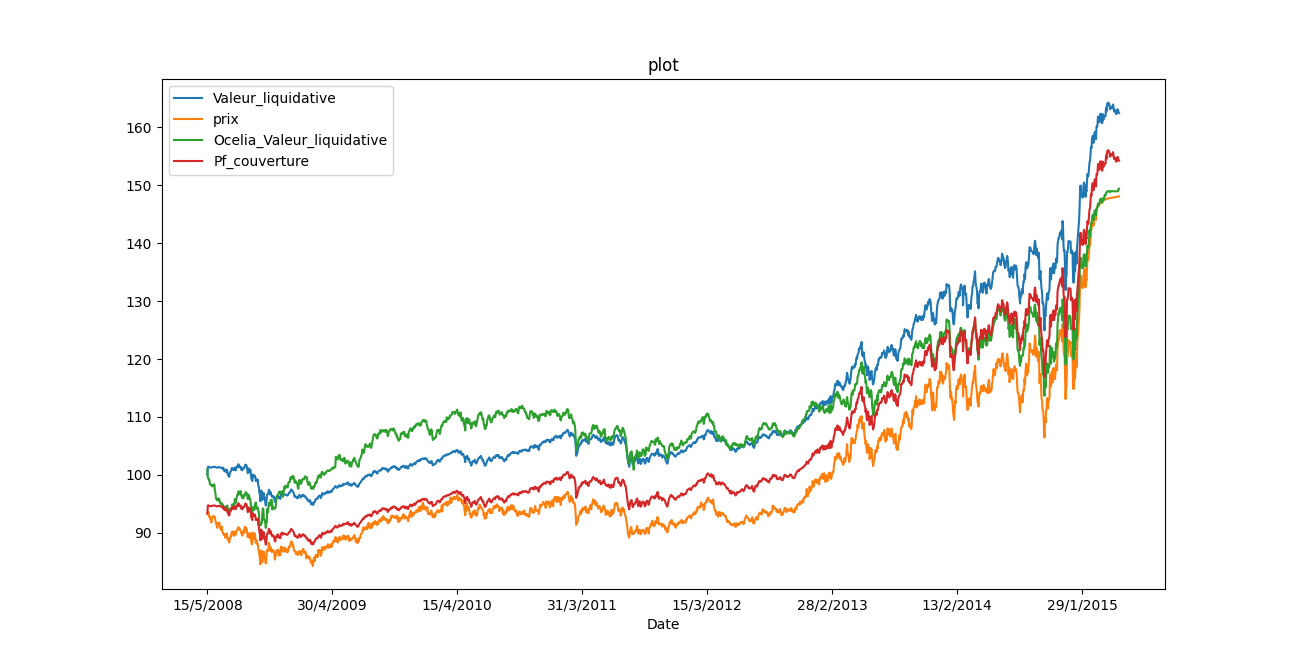 plot
Valeur_liquidative
prix
Ocelia_Valeur_liquidative
Pf_couverture
160
150
140
130
120
110
100
90
15/5/2008 30/4/2009 15/4/2010 31/3/2011 15/3/2012 28/2/2013 13/2/2014 29/1/2015
Date